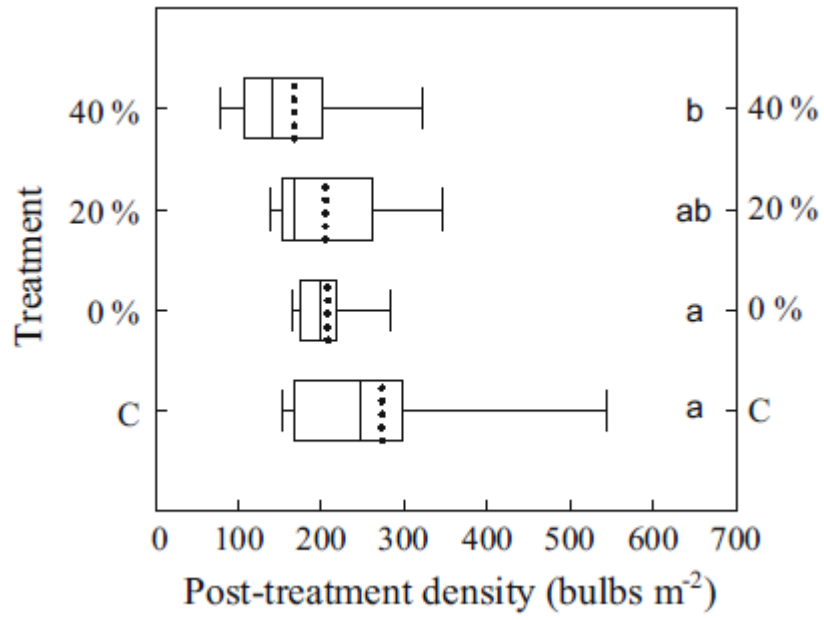 40 % b 40 %
20 % ab 20 %
0 % a 0 %
C a C
Treatment
0 100 200 300 400 500 600 700
Post-treatment density (bulbs m⁻²)